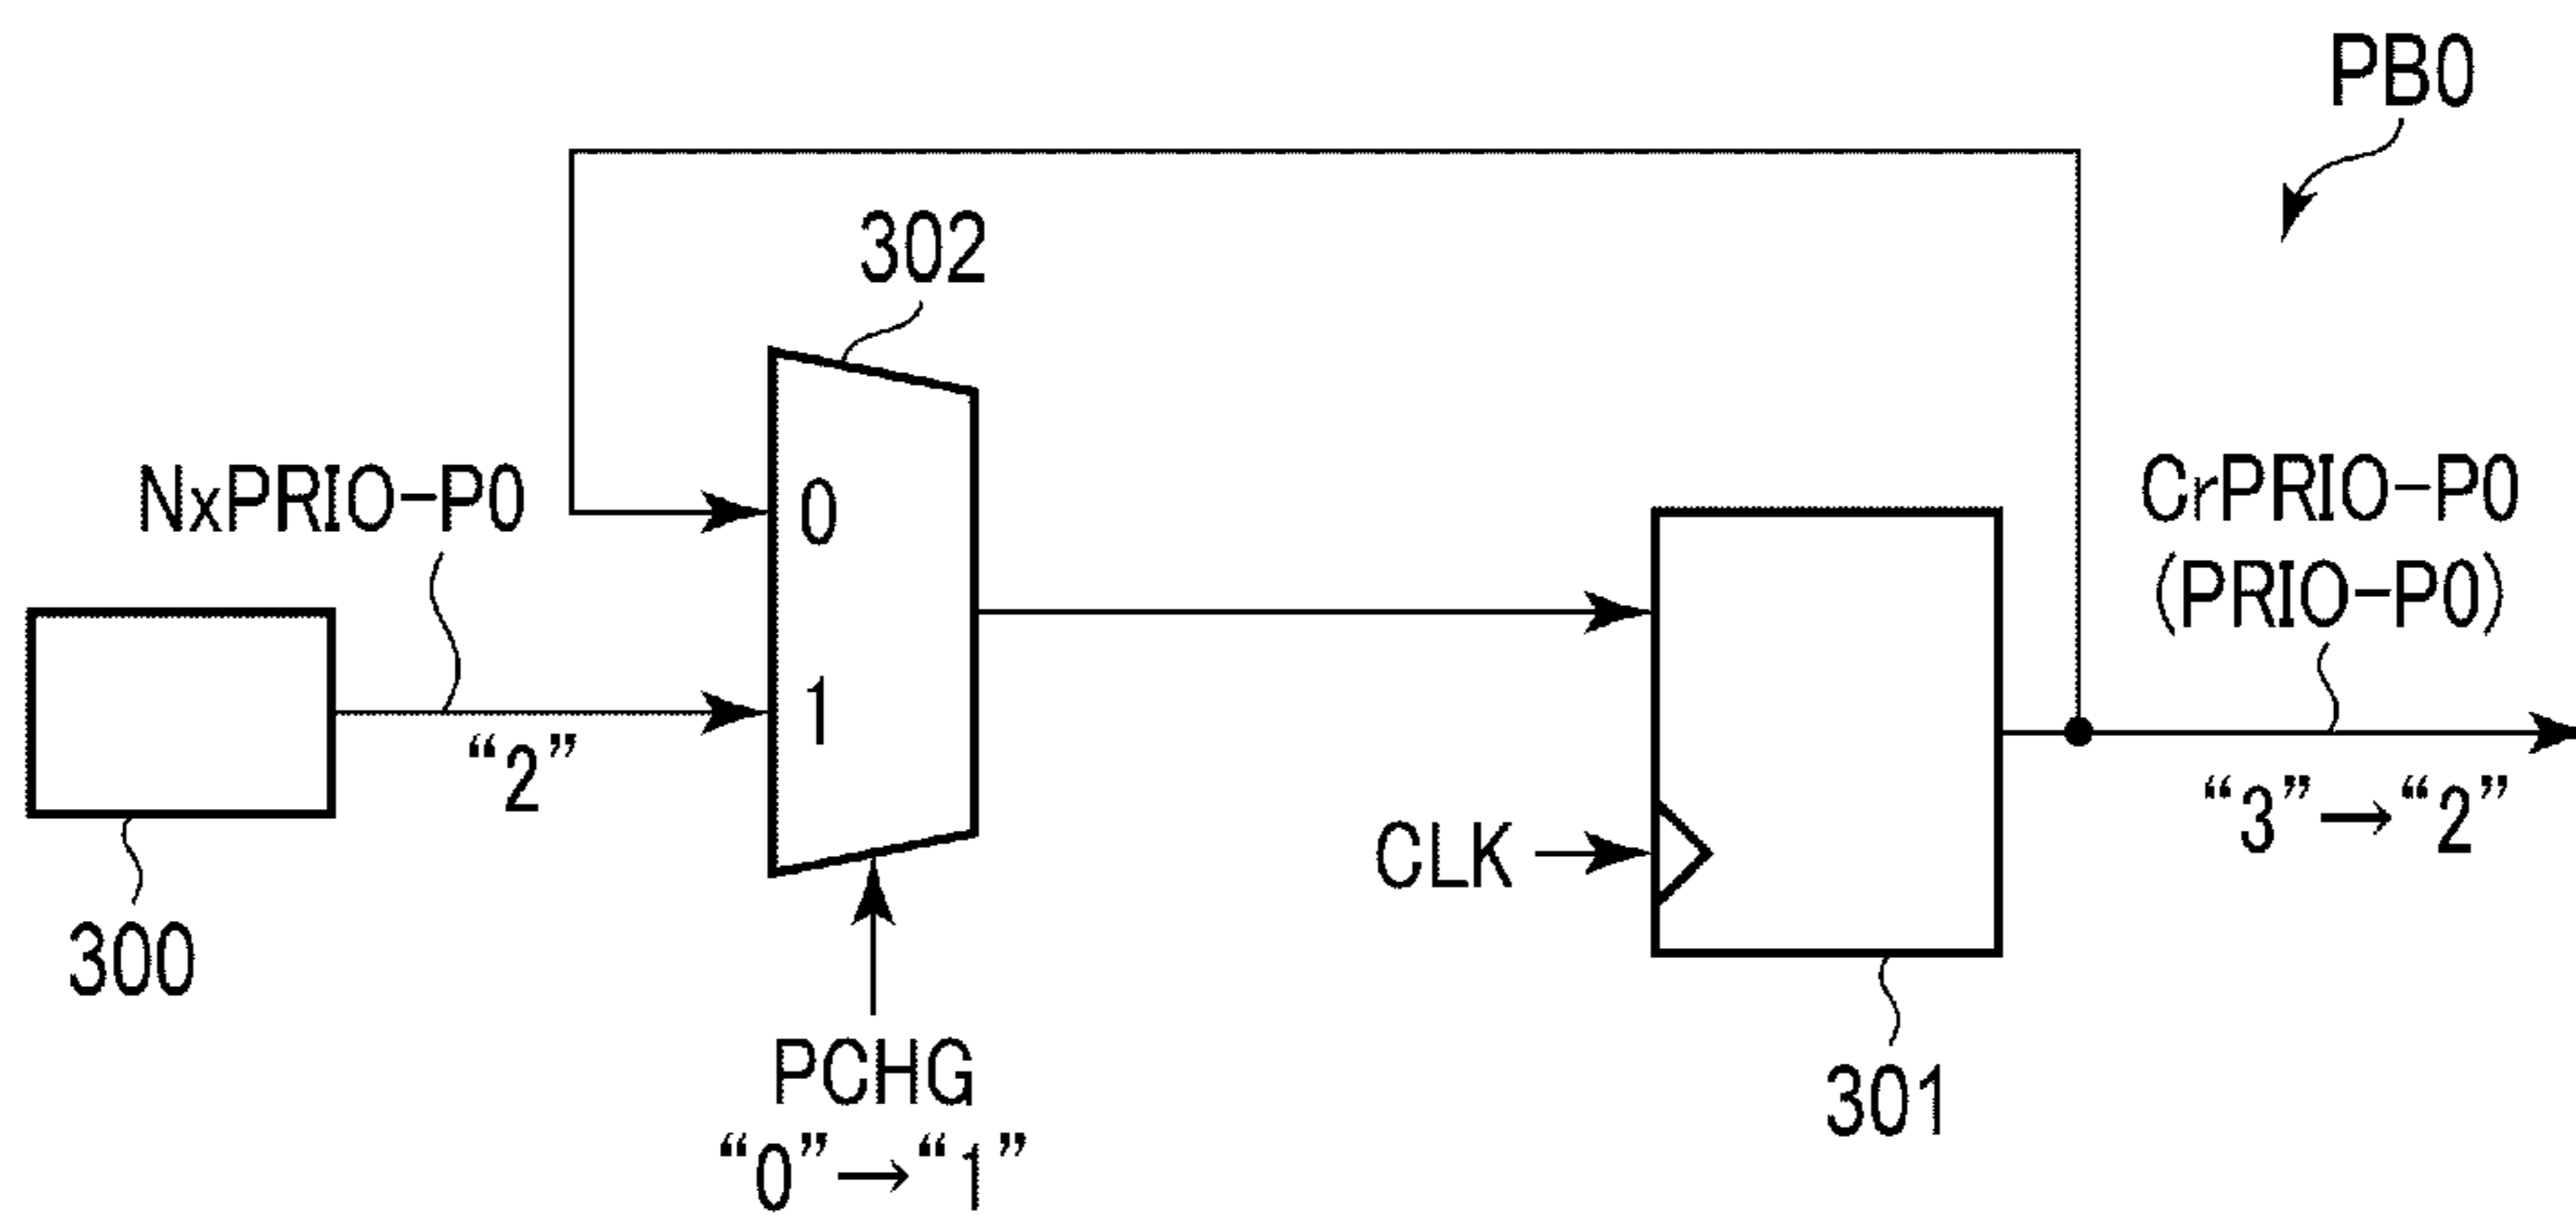 PB0
302
NxPRIO-P0
0
CrPRIO-P0
(PRIO-P0)
1
“2”
“3”→“2”
CLK
300
PCHG
“0”→“1”
301